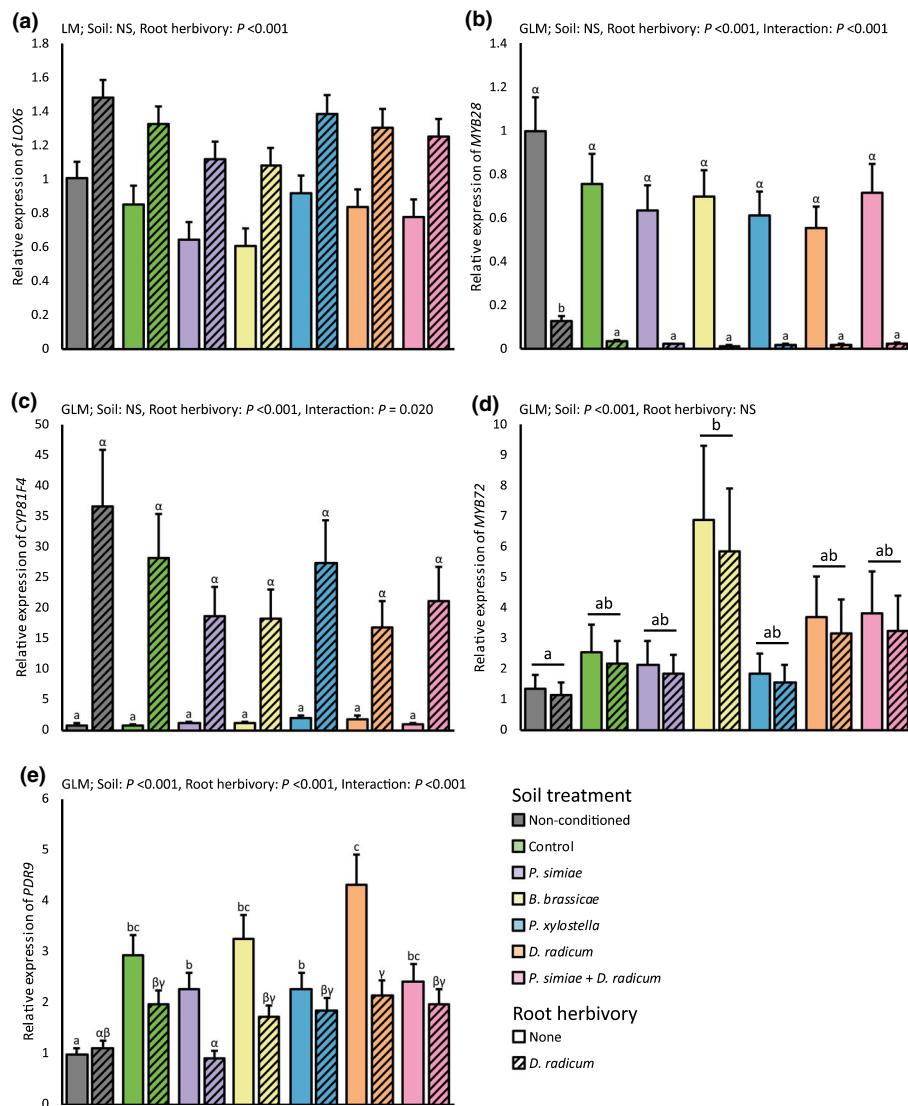 (a) LM; Soil: NS, Root herbivory: P <0.001
Relative expression of LOX6
1.8
1.6
1.4
1.2
1
0.8
0.6
0.4
0.2
0
(b) GLM; Soil: NS, Root herbivory: P <0.001, Interaction: P <0.001
Relative expression of MYB28
1.4
1.2
1
0.8
0.6
0.4
0.2
0
α b α a α a α a α a α a α a
(c) GLM; Soil: NS, Root herbivory: P <0.001, Interaction: P = 0.020
Relative expression of CYP81F4
50
45
40
35
30
25
20
15
10
5
0
a α a α a α a α a α a α a α
(d) GLM; Soil: P <0.001, Root herbivory: NS
Relative expression of MYB72
10
9
8
7
6
5
4
3
2
1
0
a ab ab b ab ab ab
(e) GLM; Soil: P <0.001, Root herbivory: P <0.001, Interaction: P <0.001
Relative expression of PDR9
6
5
4
3
2
1
0
a αβ bc βγ b α bc βγ b βγ c γ bc βγ
Soil treatment
Non-conditioned
Control
P. simiae
B. brassicae
P. xylostella
D. radicum
P. simiae + D. radicum
Root herbivory
None
D. radicum